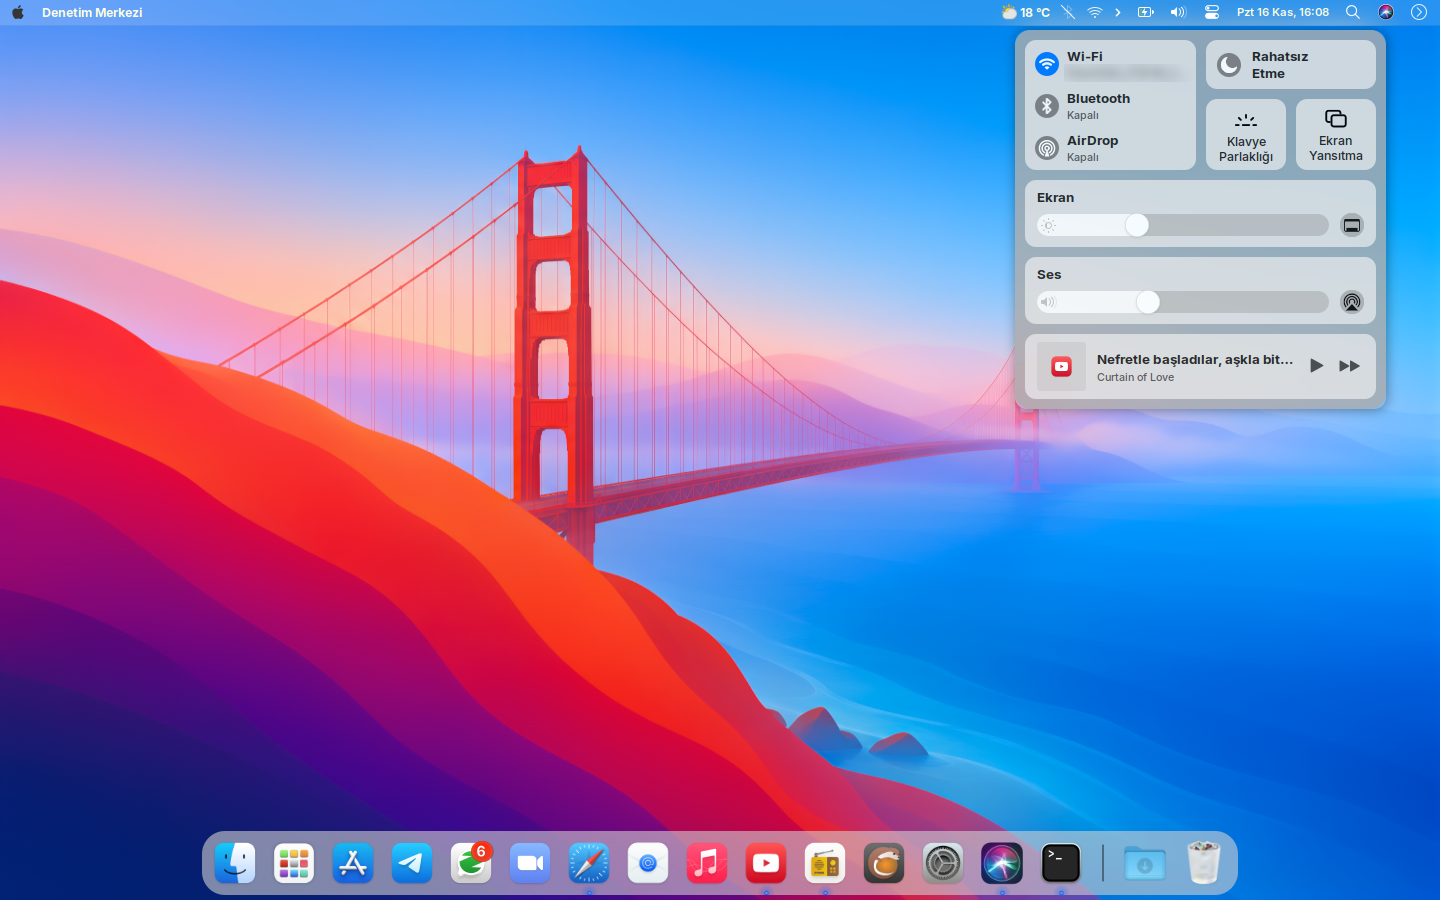 Denetim Merkezi
18 °C
Pzt 16 Kas, 16:08
Wi-Fi
Bluetooth
Kapalı
AirDrop
Kapalı
Rahatsız
Etme
Klavye
Parlaklığı
Ekran
Yansıtma
Ekran
Ses
Nefretle başladılar, aşkla bit...
Curtain of Love
6